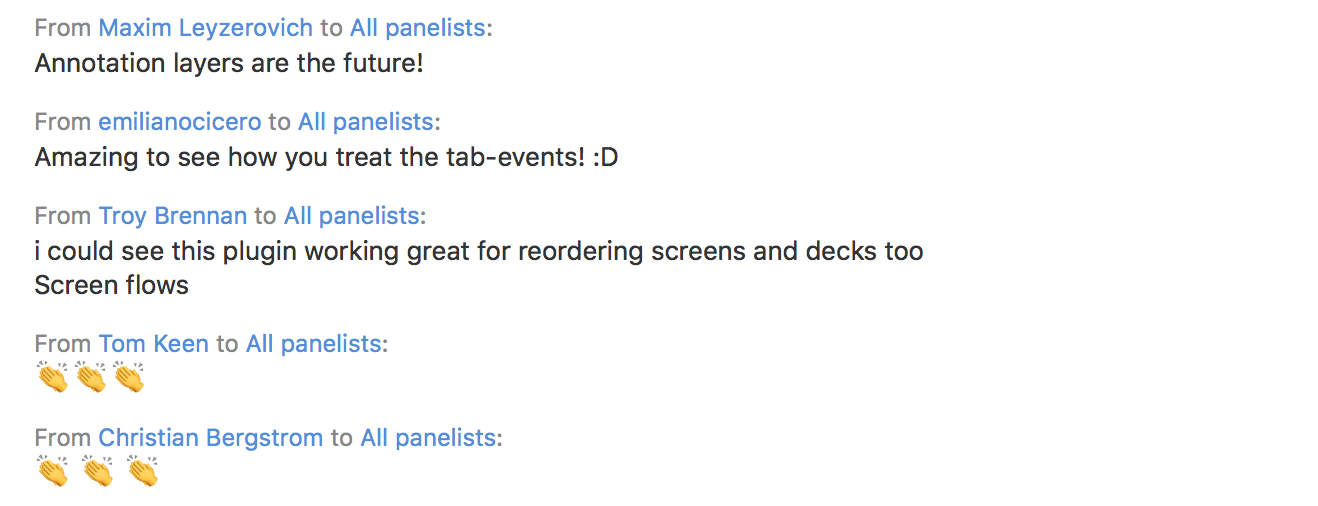 From Maxim Leyzerovich to All panelists:
Annotation layers are the future!
From emilianocicero to All panelists:
Amazing to see how you treat the tab-events! :D
From Troy Brennan to All panelists:
i could see this plugin working great for reordering screens and decks too
Screen flows
From Tom Keen to All panelists:
👏👏👏
From Christian Bergstrom to All panelists:
👏 👏 👏